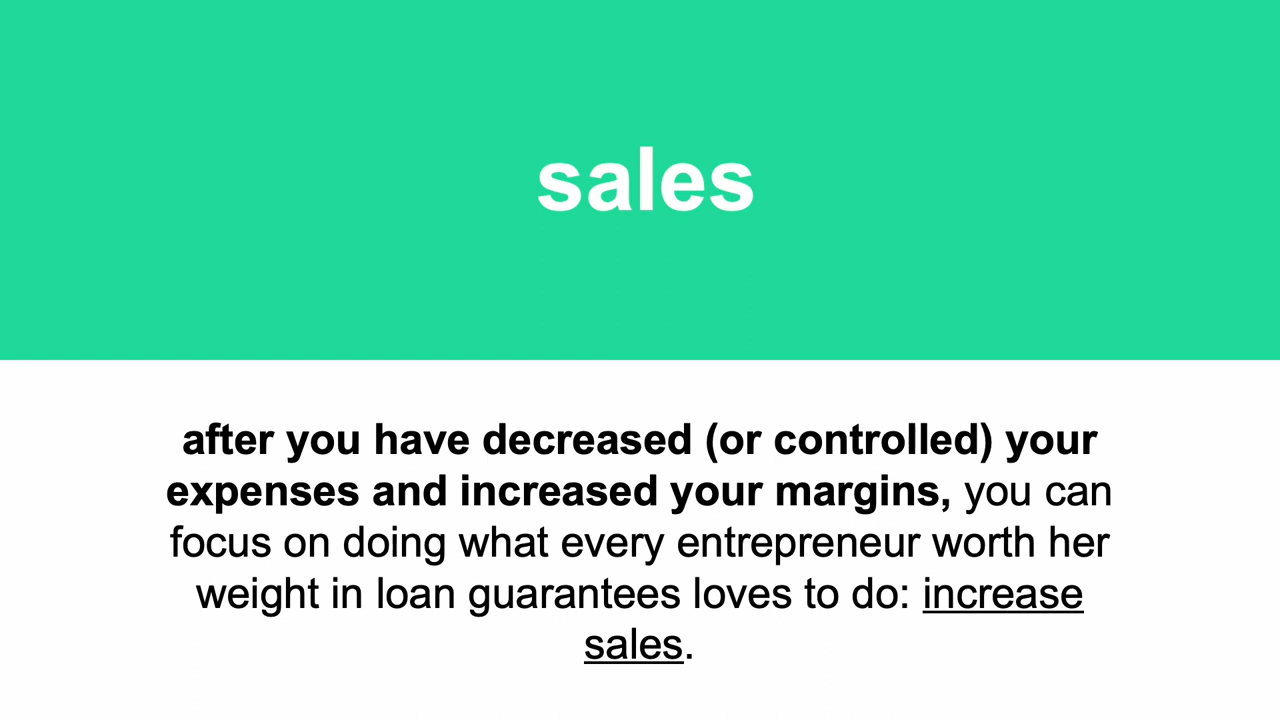 sales
after you have decreased (or controlled) your
expenses and increased your margins, you can
focus on doing what every entrepreneur worth her
weight in loan guarantees loves to do: increase
sales.